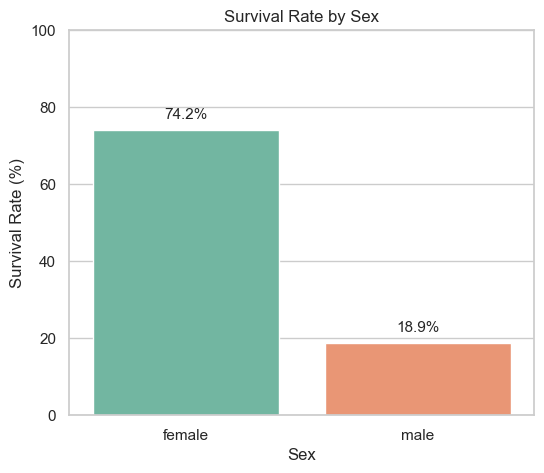 Survival Rate by Sex
100
80
60
40
20
0
Survival Rate (%)
74.2%
18.9%
female
male
Sex